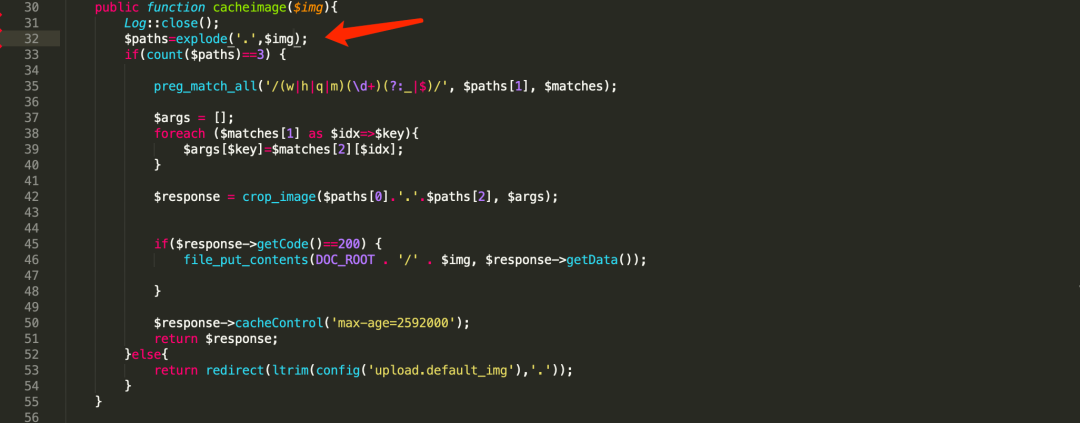 30 public function cacheimage($img){
31 Log::close();
32 $paths=explode('.',$img);
33 if(count($paths)==3) {
34
35 preg_match_all('/(w|h|q|m)(\d+)(?:_|$)/', $paths[1], $matches);
36
37 $args = [];
38 foreach ($matches[1] as $idx=>$key){
39 $args[$key]=$matches[2][$idx];
40 }
41
42 $response = crop_image($paths[0].'.'.$paths[2], $args);
43
44
45 if($response->getCode()==200) {
46 file_put_contents(DOC_ROOT . '/' . $img, $response->getData());
47
48 }
49
50 $response->cacheControl('max-age=2592000');
51 return $response;
52 }else{
53 return redirect(ltrim(config('upload.default_img'),'.'));
54 }
55 }
56